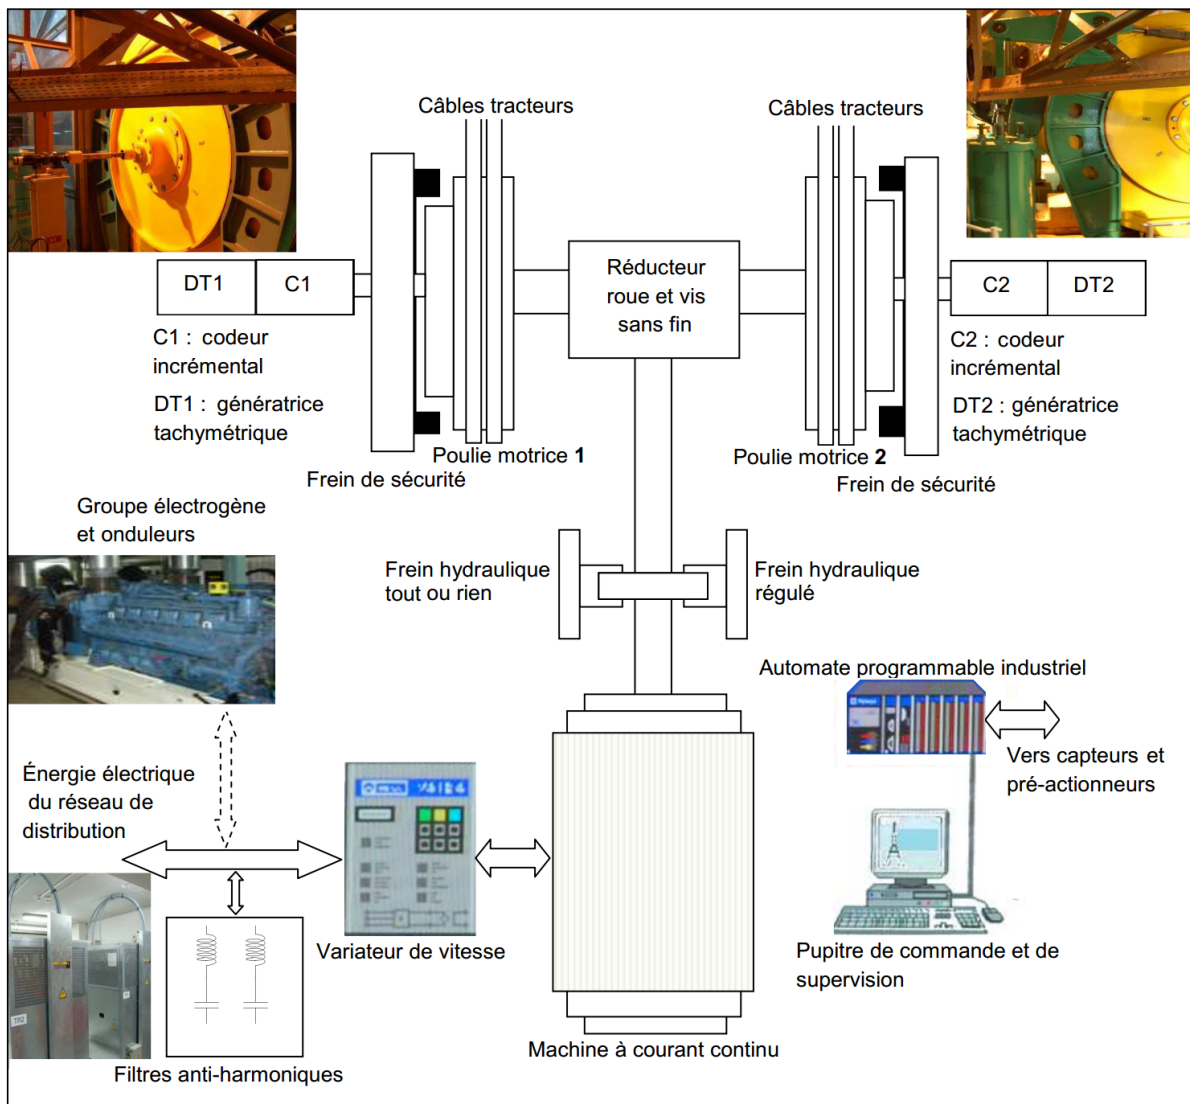 Câbles tracteurs
Câbles tracteurs
DT1
C1
Réducteur
roue et vis
sans fin
C2
DT2
C1 : codeur
incrémental
DT1 : génératrice
tachymétrique
C2 : codeur
incrémental
DT2 : génératrice
tachymétrique
Poulie motrice 1
Poulie motrice 2
Frein de sécurité
Frein de sécurité
Groupe électrogène
et onduleurs
Frein hydraulique
tout ou rien
Frein hydraulique
régulé
Automate programmable industriel
Vers capteurs et
pré-actionneurs
Énergie électrique
du réseau de
distribution
Variateur de vitesse
Pupitre de commande et de
supervision
TR2
Machine à courant continu
Filtres anti-harmoniques